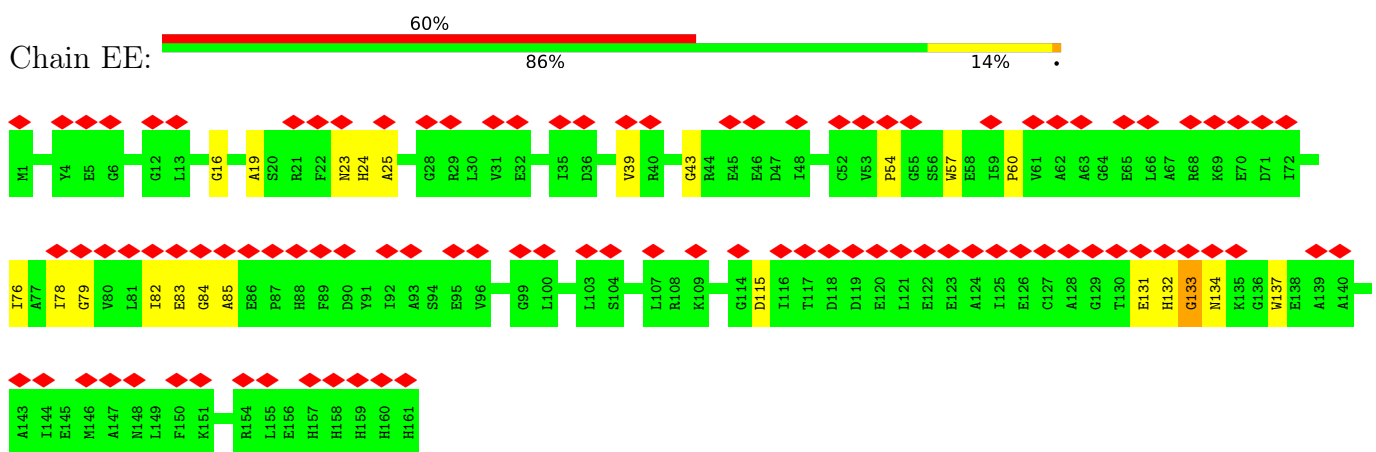 60%
Chain EE:
86% 14% •
M1 Y4 E5 G6 G12 L13 G16 A19 S20 R21 F22 N23 H24 A25 G28 R29 L30 V31 E32 I35 D36 V39 R40 G43 R44 E45 E46 D47 I48 C52 V53 P54 G55 S56 W57 E58 I59 P60 V61 A62 A63 G64 E65 L66 A67 R68 K69 E70 D71 I72
I76 A77 I78 G79 V80 L81 I82 E83 G84 A85 E86 P87 H88 F89 D90 Y91 I92 A93 S94 E95 V96 G99 L100 L103 S104 L107 R108 K109 G114 D115 I116 T117 D118 D119 E120 L121 E122 E123 A124 I125 E126 C127 A128 G129 T130 E131 H132 G133 N134 K135 G136 W137 E138 A139 A140
A143 I144 E145 M146 A147 N148 L149 F150 K151 R154 L155 E156 H157 H158 H159 H160 H161